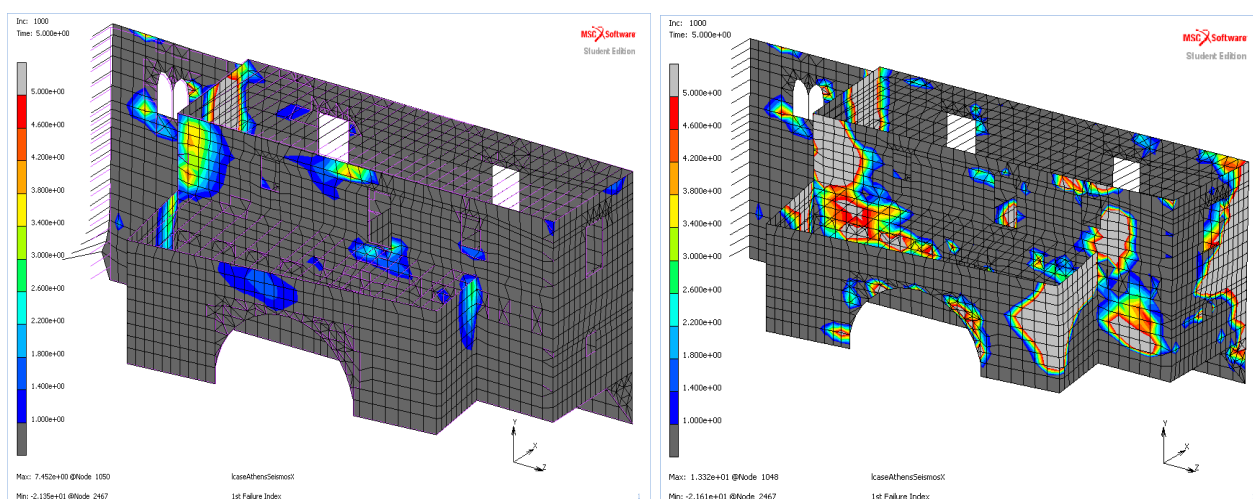 Inc: 1000
Time: 5.000e+00
MSC Software
Student Edition
5.000e+00
4.600e+00
4.200e+00
3.800e+00
3.400e+00
3.000e+00
2.600e+00
2.200e+00
1.800e+00
1.400e+00
1.000e+00
Y
X
Z
Max: 7.452e+00 @Node 1050
lcaseAthensSeismosX
Min: -2.135e+01 @Node 2467
1st Failure Index
1
Inc: 1000
Time: 5.000e+00
MSC Software
Student Edition
5.000e+00
4.600e+00
4.200e+00
3.800e+00
3.400e+00
3.000e+00
2.600e+00
2.200e+00
1.800e+00
1.400e+00
1.000e+00
Y
X
Z
Max: 1.332e+01 @Node 1048
lcaseAthensSeismosX
Min: -2.161e+01 @Node 2467
1st Failure Index